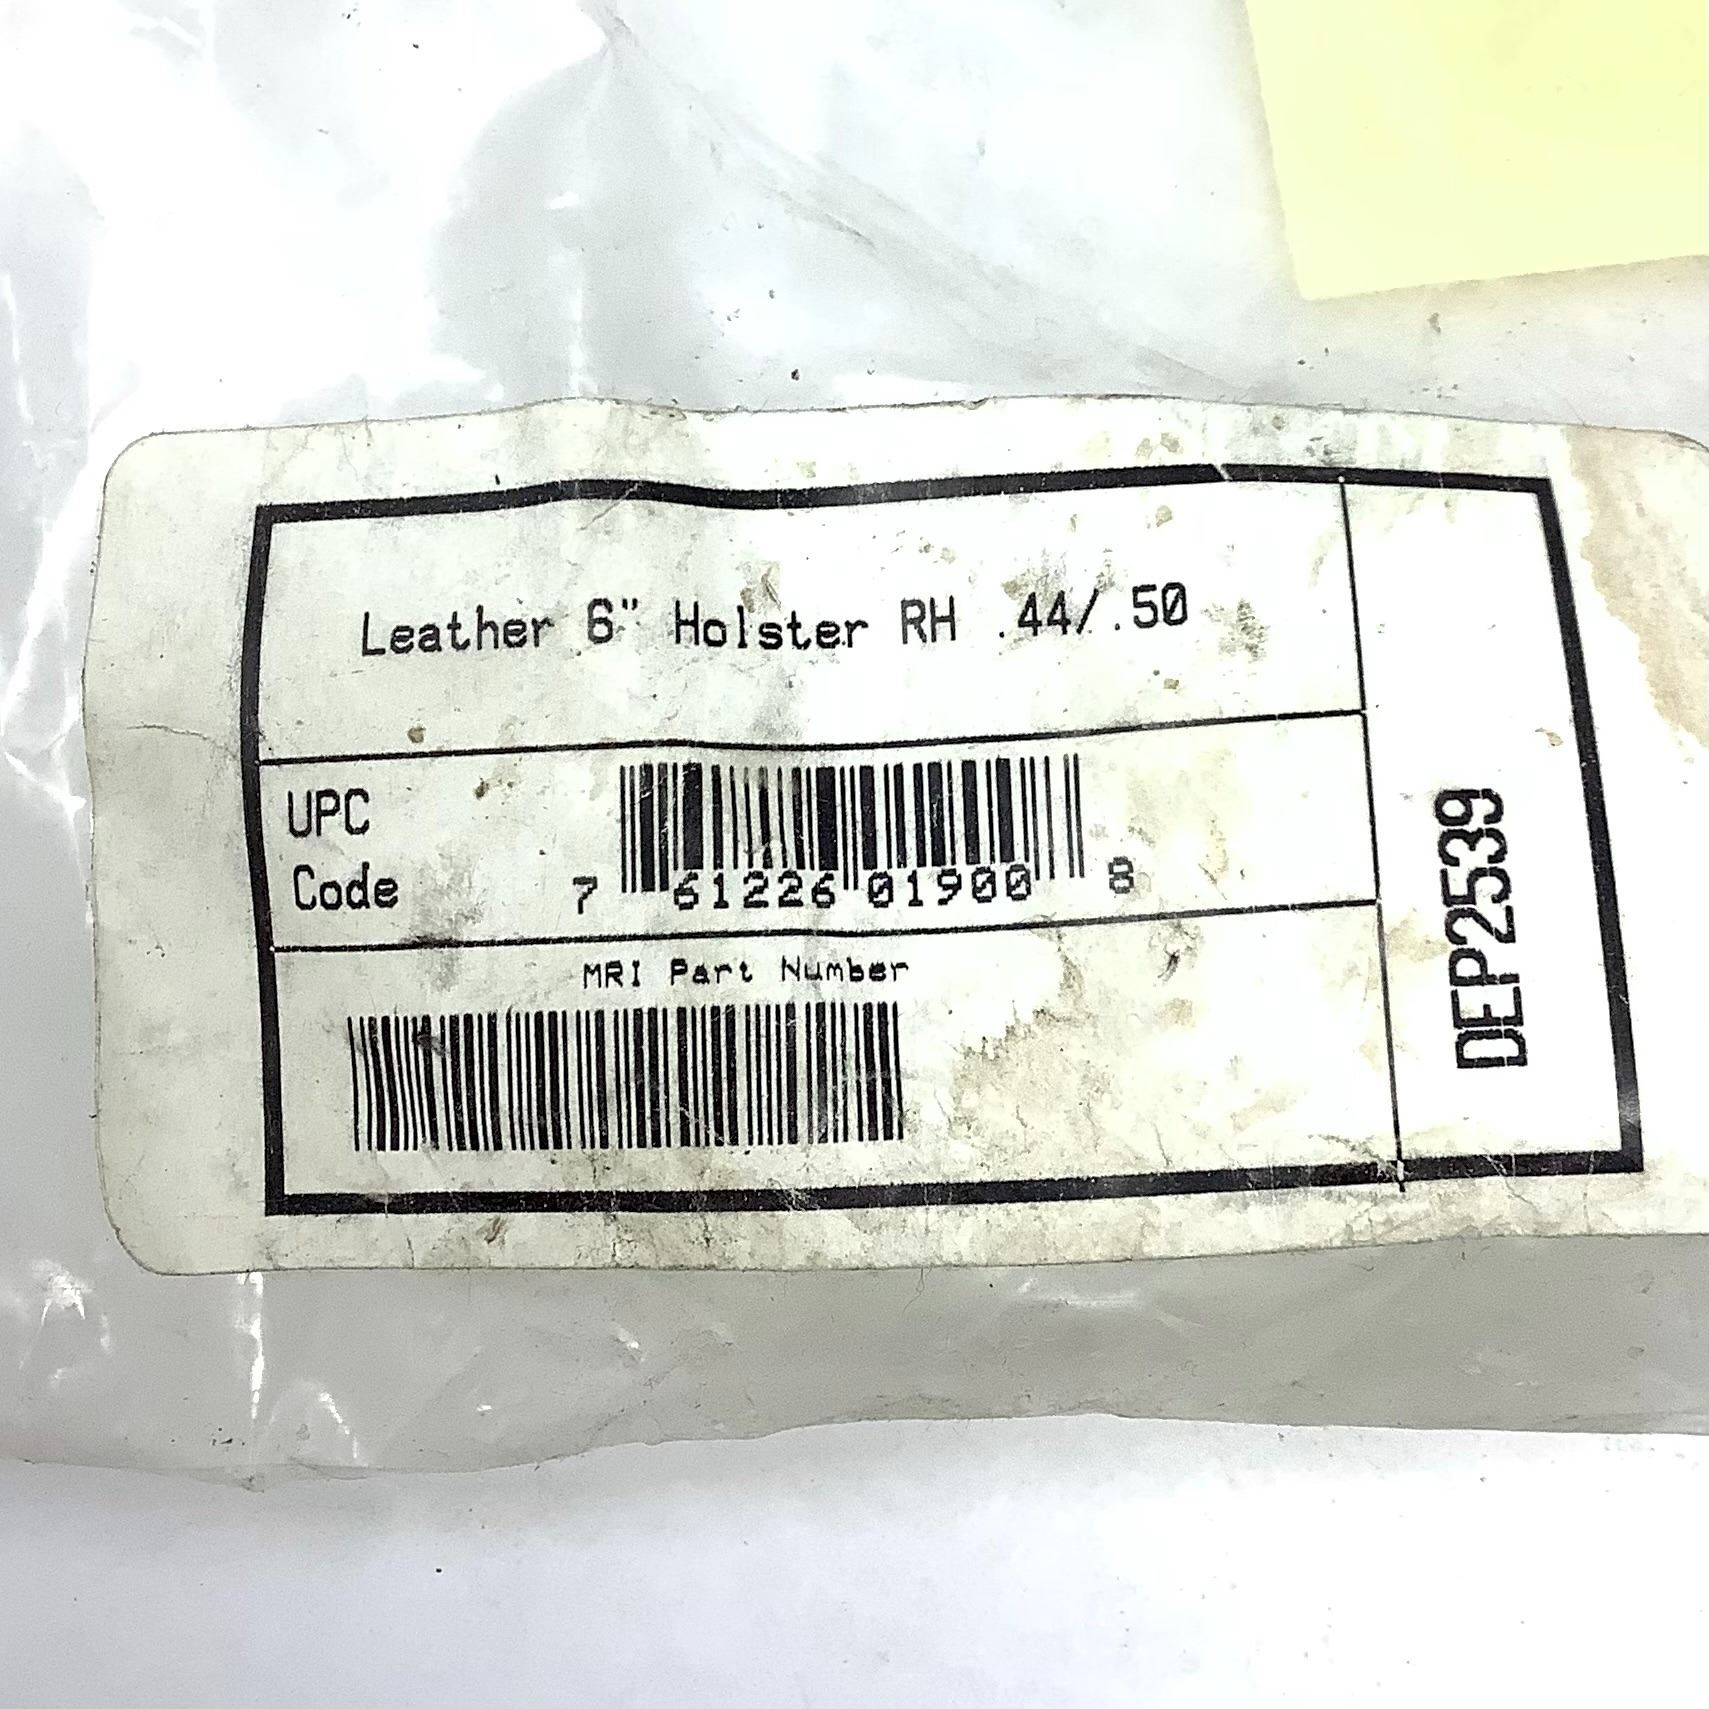 Leather 6" Holster RH .44/.50
UPC
Code
7 61226 01900 8
MRI Part Number
DEP2539